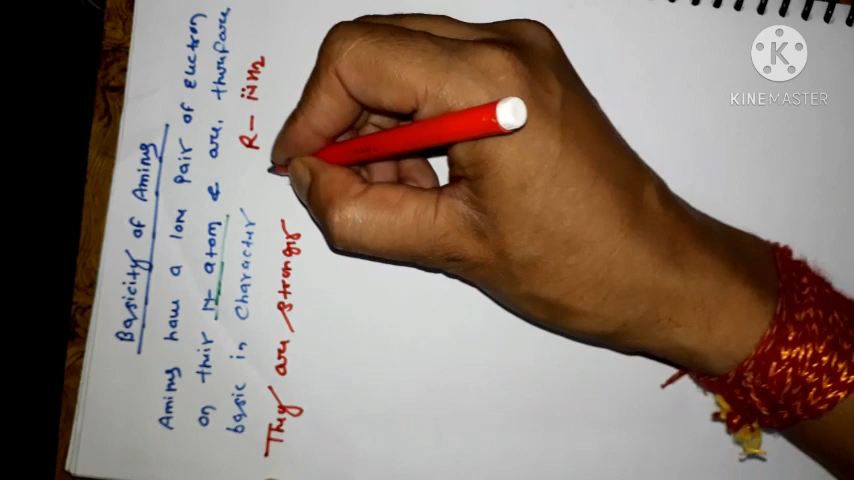 Basicity of Amines
Amines have a lone pair of Electron
on their N-atom & are, therefore
basic in Character R-N̈H2
They are stronger
KINEMASTER